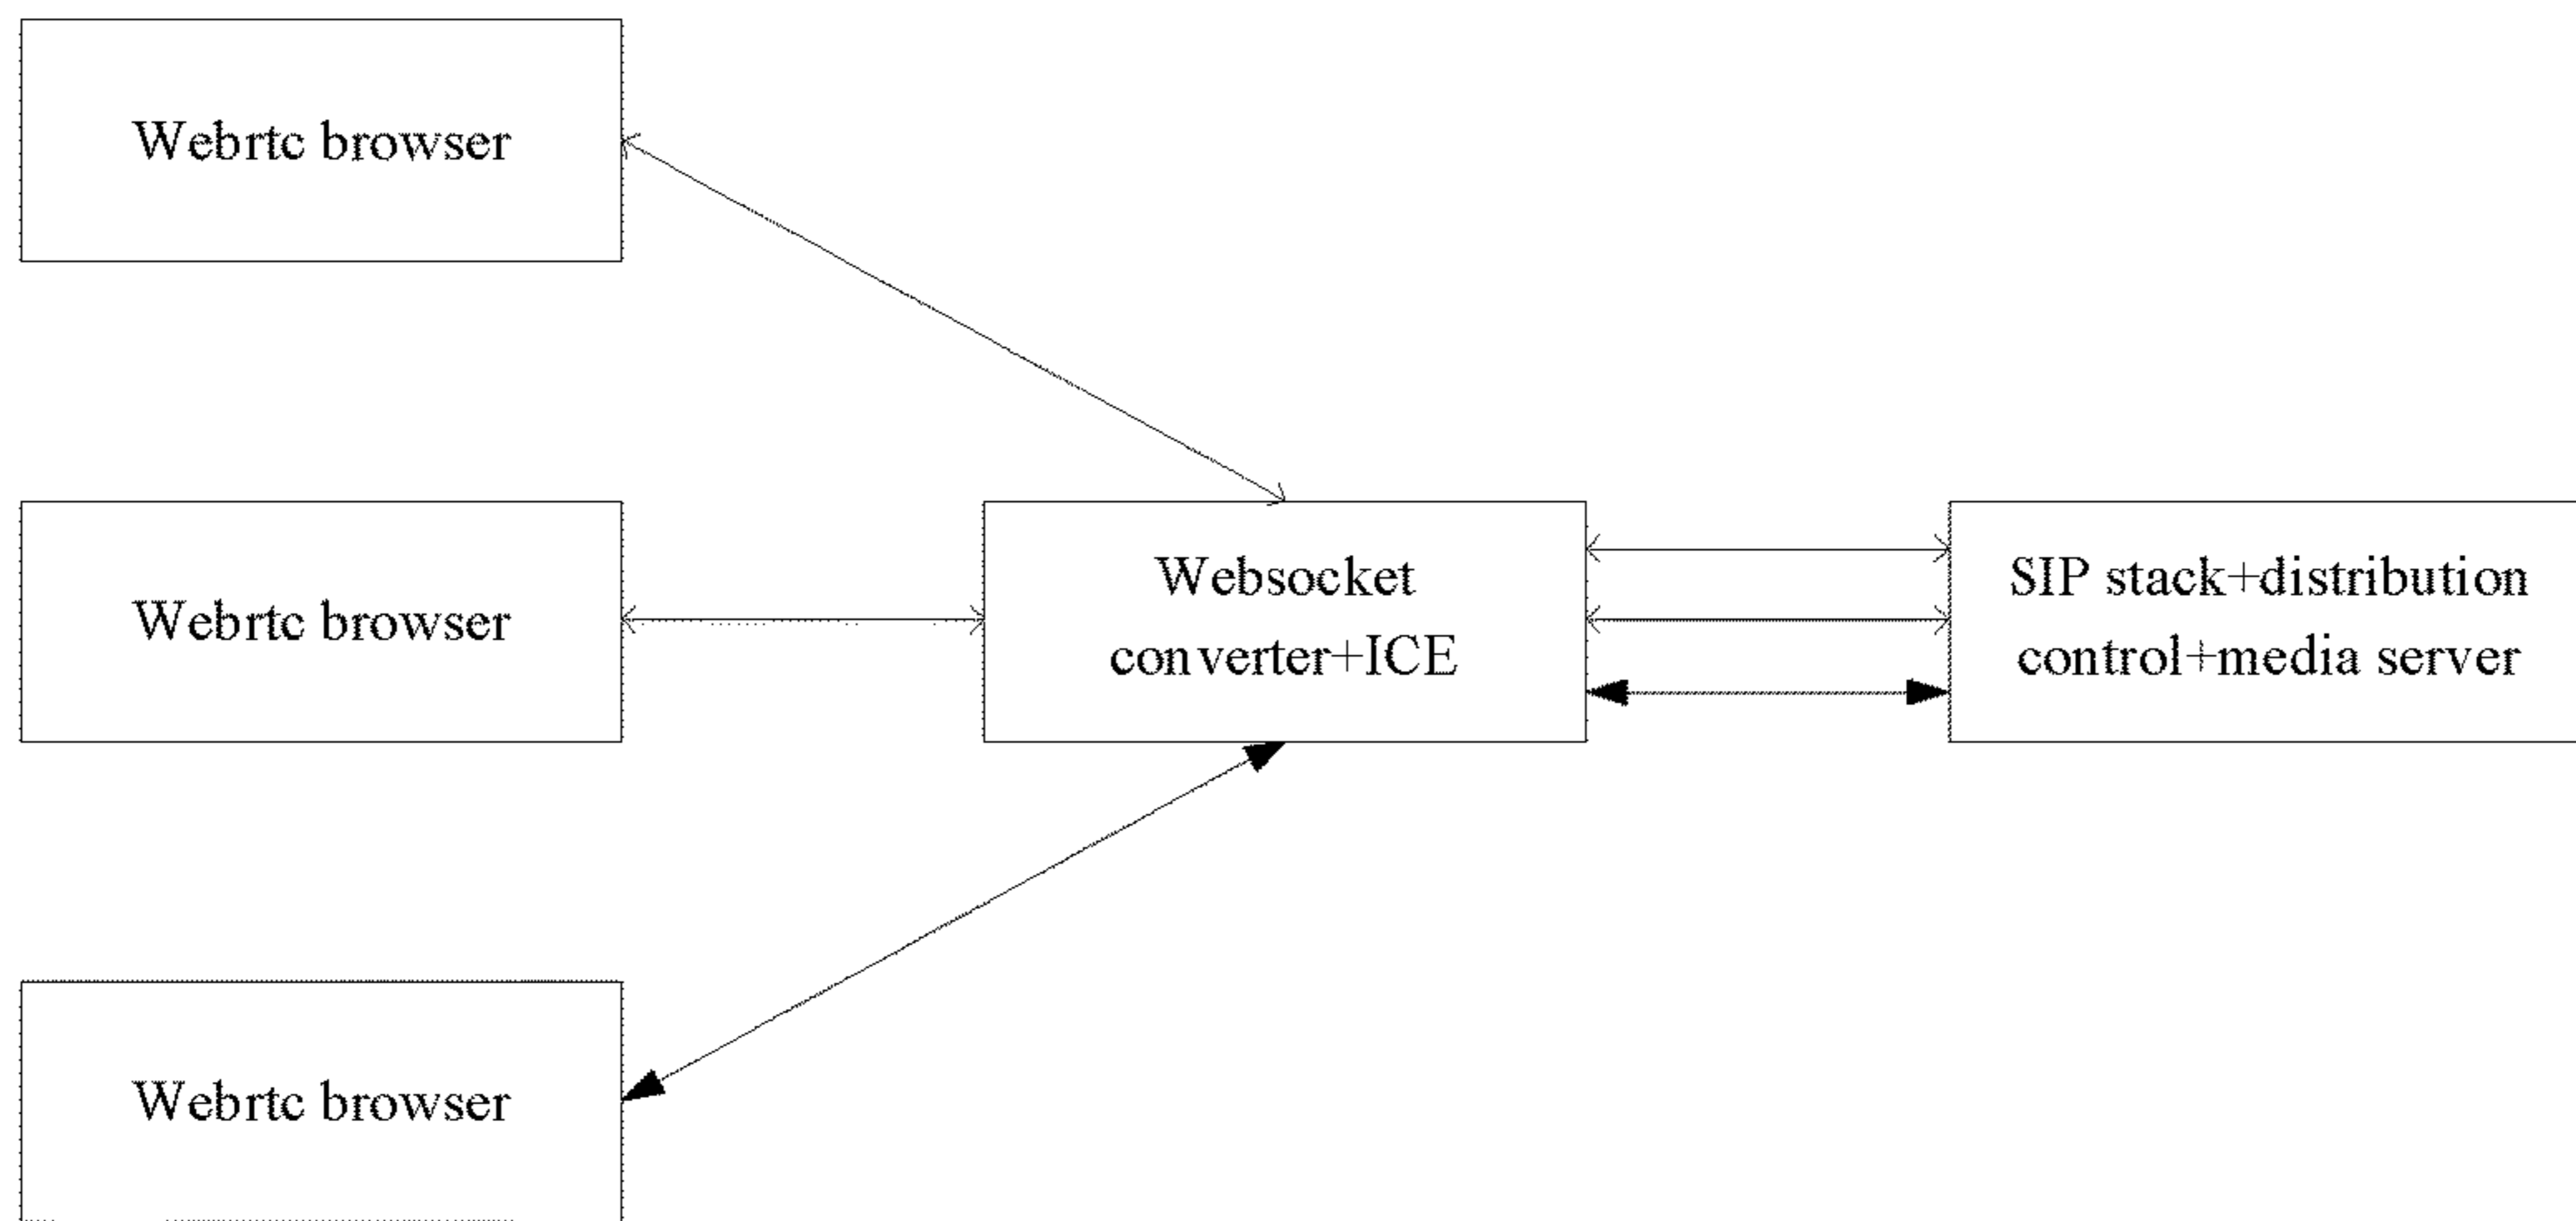 Webrtc browser
Webrtc browser
Websocket
converter+ICE
SIP stack+distribution
control+media server
Webrtc browser